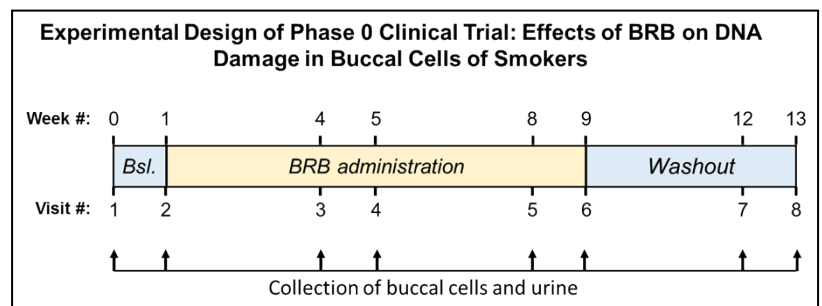 Experimental Design of Phase 0 Clinical Trial: Effects of BRB on DNA
Damage in Buccal Cells of Smokers
Week #: 0 1 4 5 8 9 12 13
Bsl. BRB administration Washout
Visit #: 1 2 3 4 5 6 7 8
Collection of buccal cells and urine